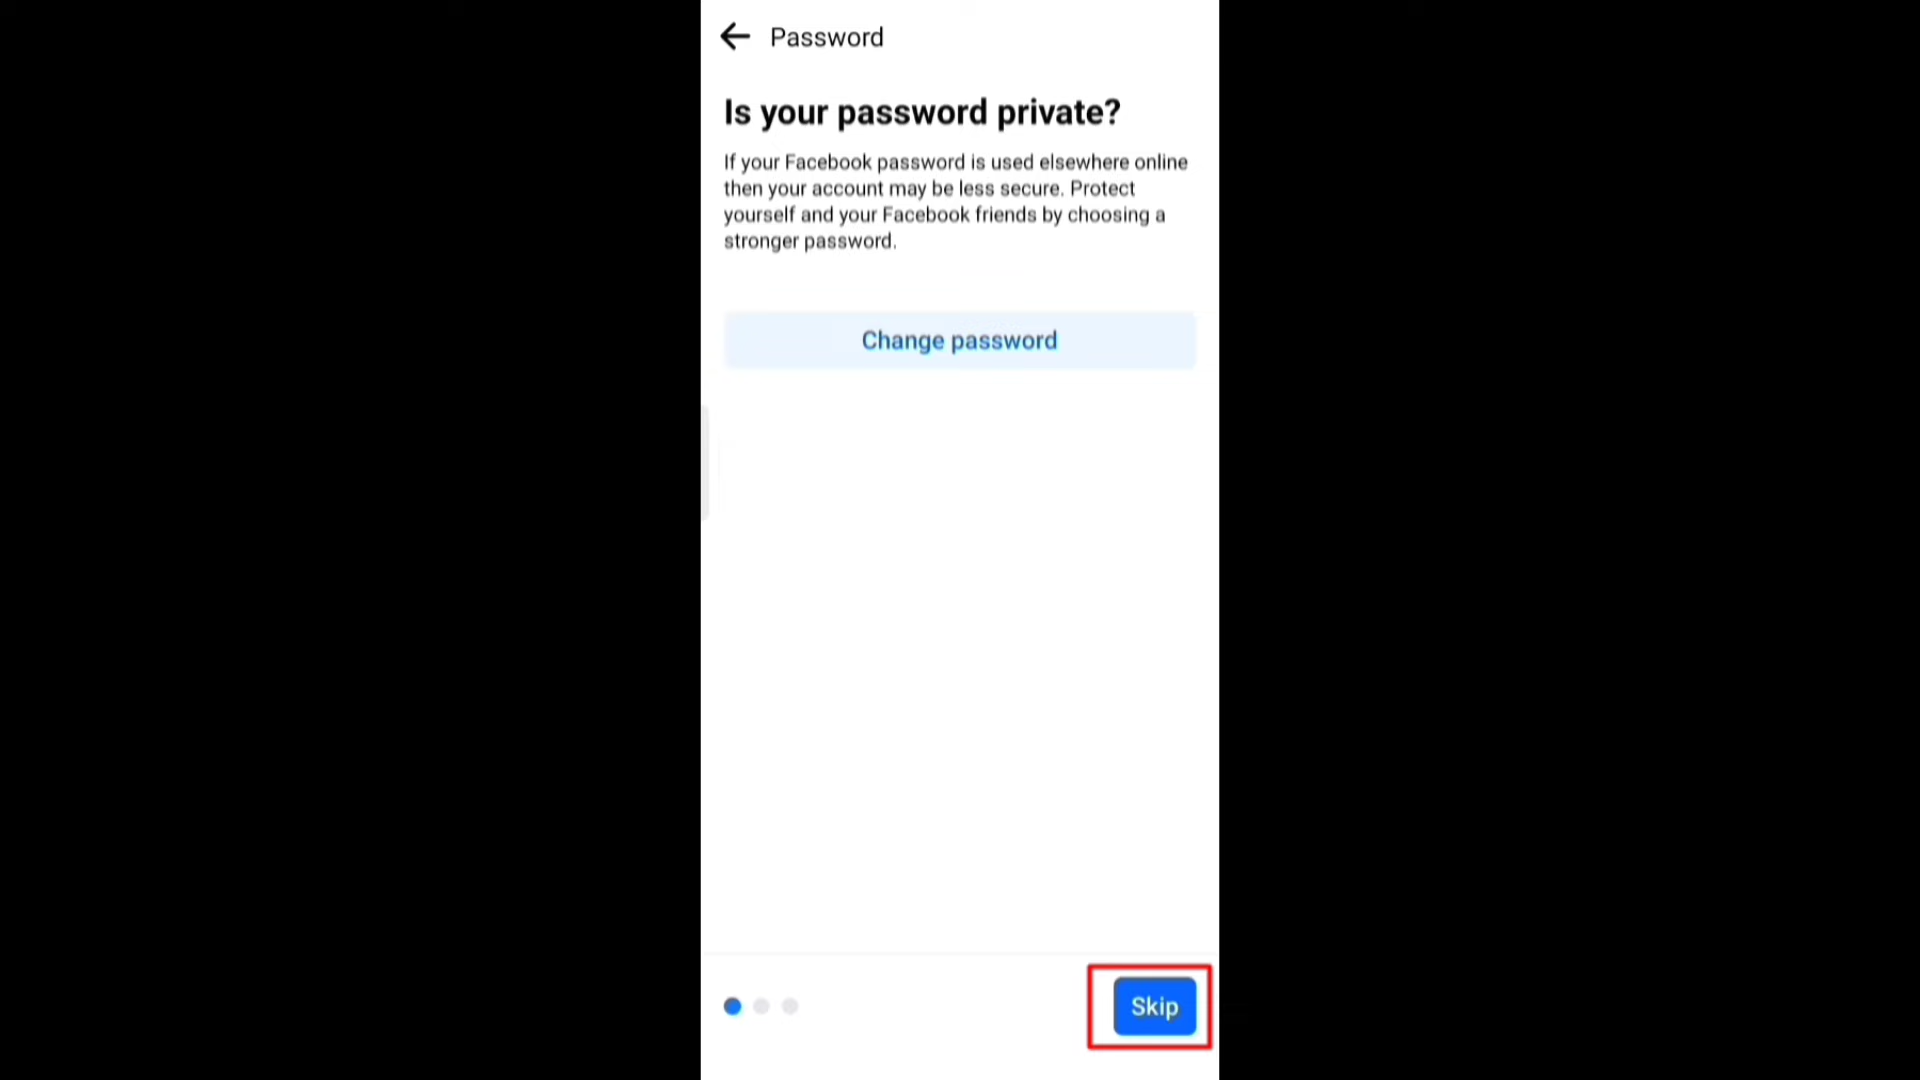 Password
Is your password private?
If your Facebook password is used elsewhere online
then your account may be less secure. Protect
yourself and your Facebook friends by choosing a
stronger password.
Change password
Skip